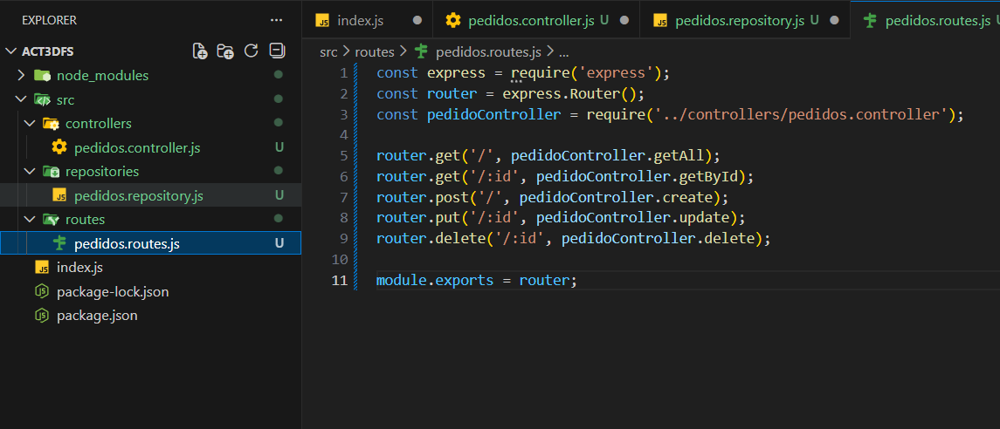 EXPLORER ...
ACT3DFS
node_modules
src
controllers
pedidos.controller.js U
repositories
pedidos.repository.js U
routes
pedidos.routes.js U
index.js
package-lock.json
package.json
index.js
pedidos.controller.js U
pedidos.repository.js U
pedidos.routes.js U
src > routes > pedidos.routes.js > ...
1 const express = require('express');
2 const router = express.Router();
3 const pedidoController = require('../controllers/pedidos.controller');
4
5 router.get('/', pedidoController.getAll);
6 router.get('/:id', pedidoController.getById);
7 router.post('/', pedidoController.create);
8 router.put('/:id', pedidoController.update);
9 router.delete('/:id', pedidoController.delete);
10
11 module.exports = router;